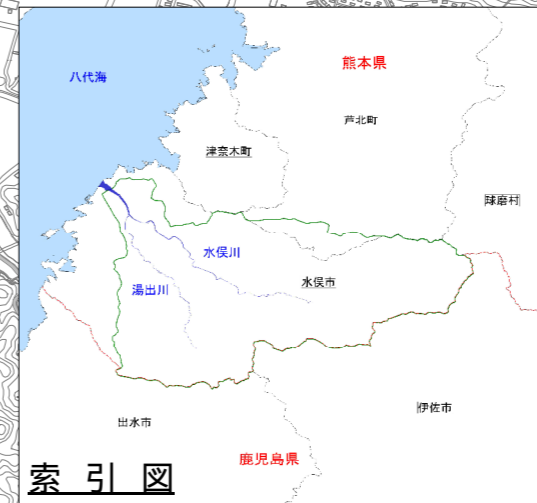 熊本県
八代海
芦北町
津奈木町
球磨村
水俣川
水俣市
湯出川
伊佐市
出水市
鹿児島県
索引図